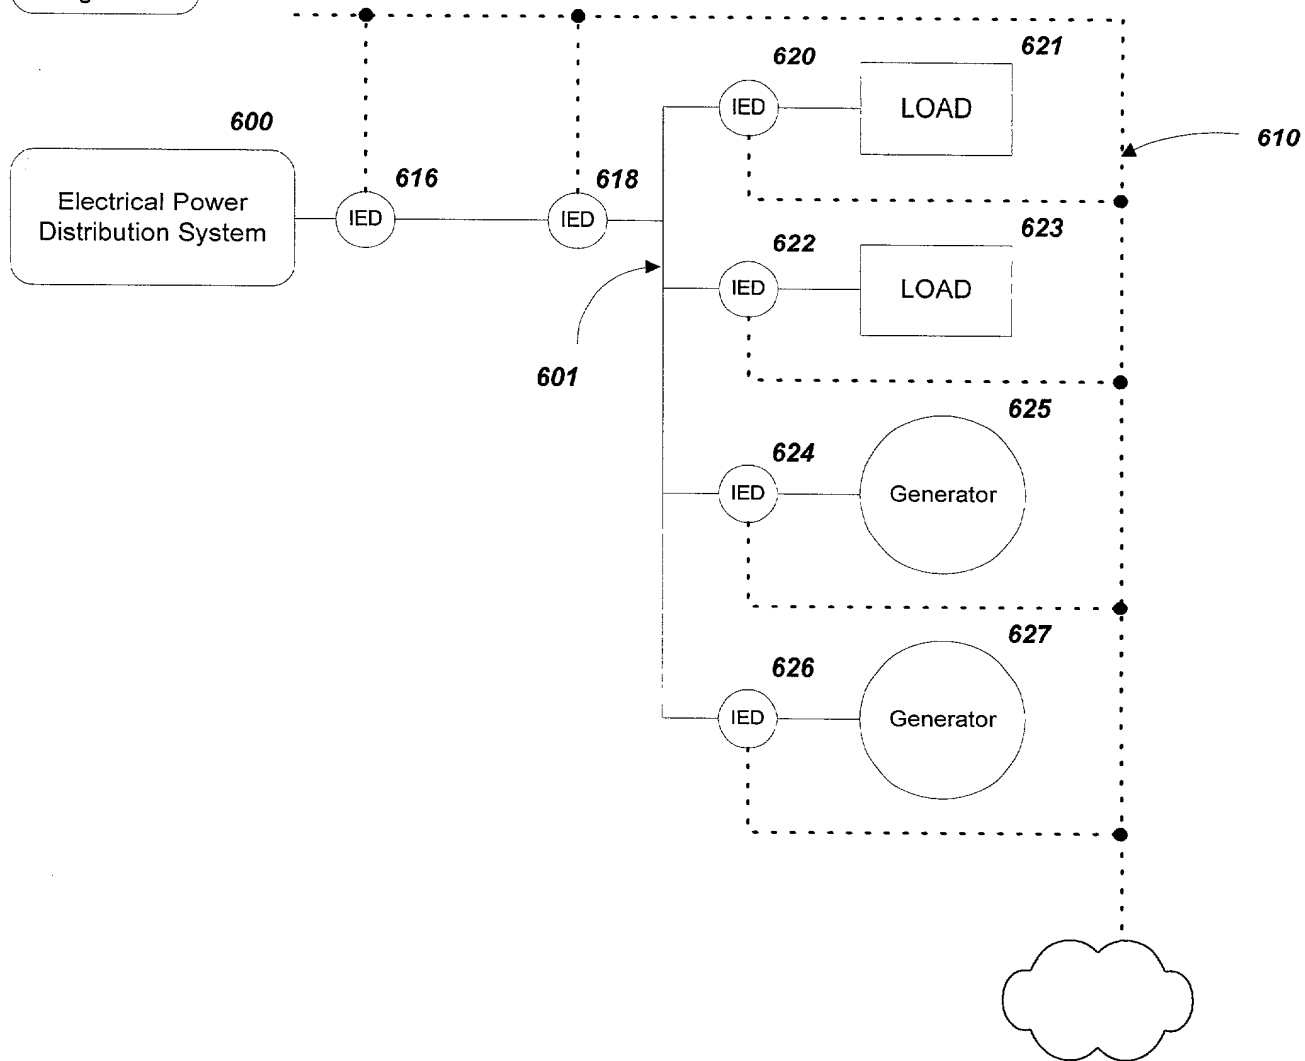 621
620
IED
LOAD
600
610
616
618
Electrical Power
Distribution System
IED
IED
623
622
IED
LOAD
601
625
624
IED
Generator
627
626
IED
Generator